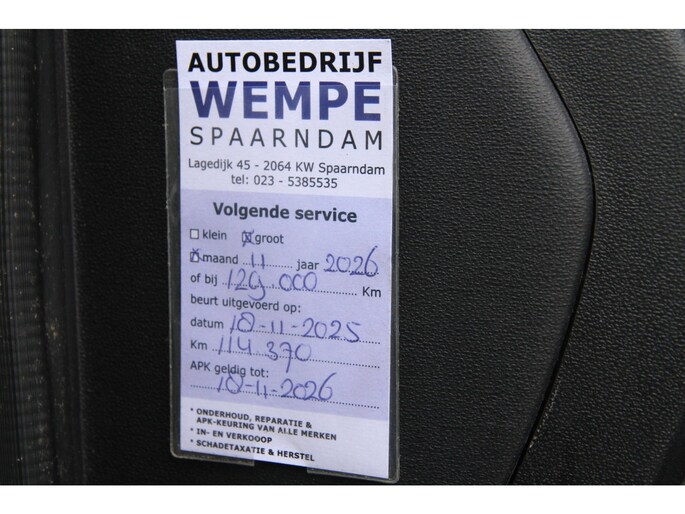 AUTOBEDRIJF
WEMPE
SPAARNDAM
Lagedijk 45 - 2064 KW Spaarndam
tel: 023 - 5385535
Volgende service
klein groot
maand 11 jaar 2026
of bij 129.000 Km
beurt uitgevoerd op:
datum 18-11-2025
Km 114.370
APK geldig tot:
18-11-2026
* ONDERHOUD, REPARATIE &
APK-KEURING VAN ALLE MERKEN
* IN- EN VERKOOOP
* SCHADETAXATIE & HERSTEL